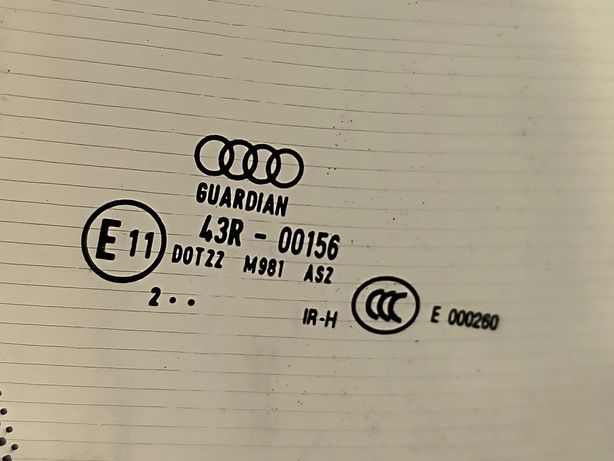 GUARDIAN
E 11
43R - 00156
DOT22 M981 AS2
2 ••
IR-H
CCC
E 000260